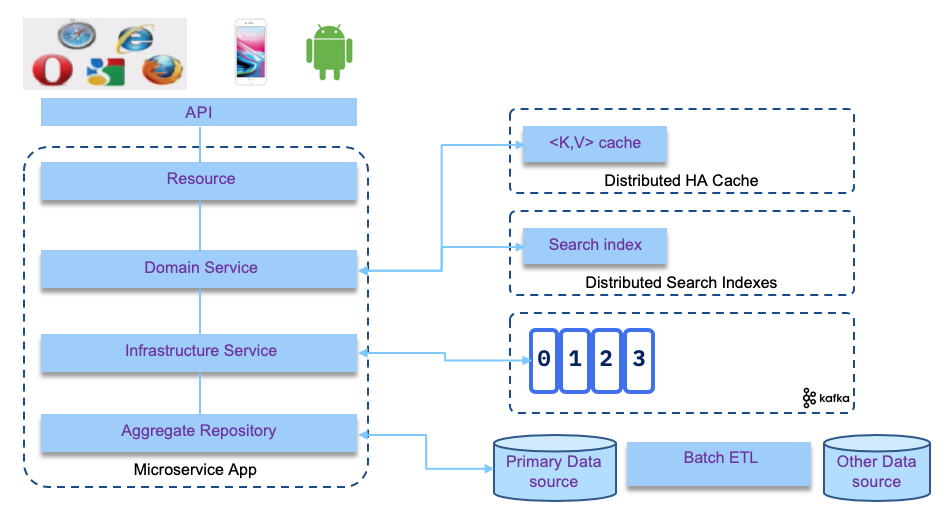 API
Resource
Domain Service
Infrastructure Service
Aggregate Repository
Microservice App
<K,V> cache
Distributed HA Cache
Search index
Distributed Search Indexes
0 1 2 3
kafka
Primary Data
source
Batch ETL
Other Data
source